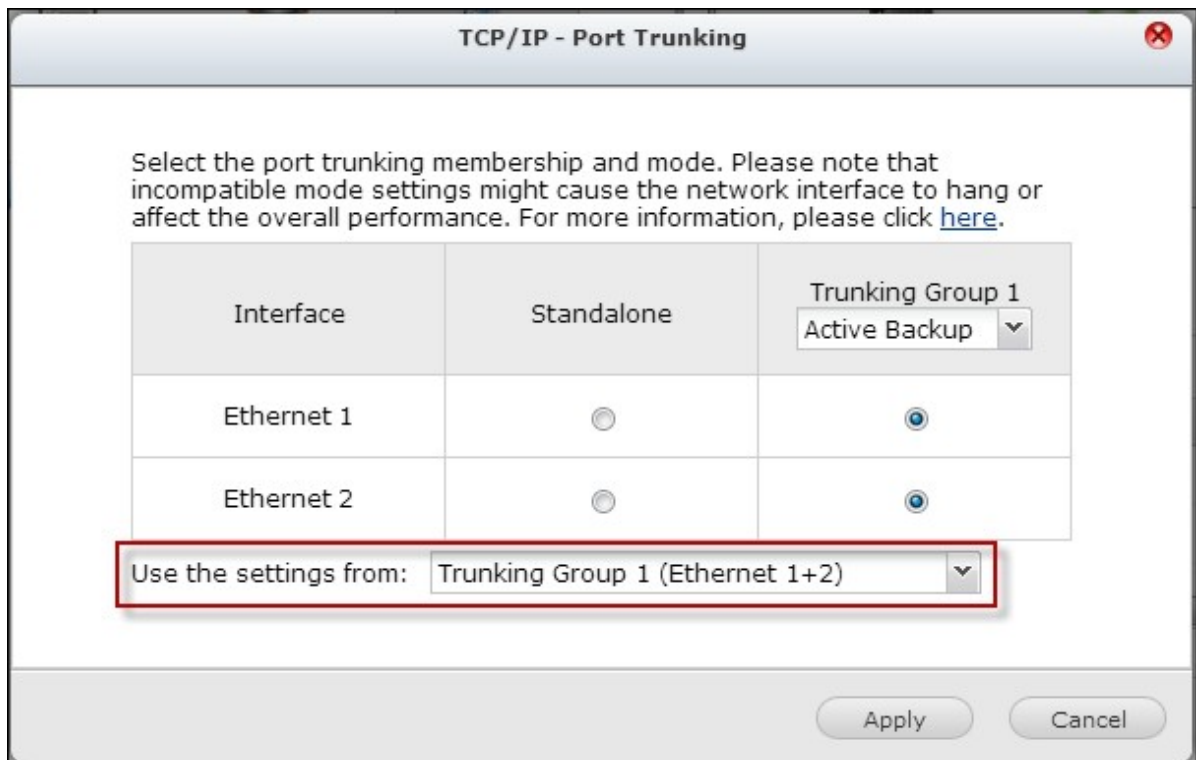 TCP/IP - Port Trunking
Select the port trunking membership and mode. Please note that
incompatible mode settings might cause the network interface to hang or
affect the overall performance. For more information, please click here.
Interface
Standalone
Trunking Group 1
Active Backup
Ethernet 1
Ethernet 2
Use the settings from: Trunking Group 1 (Ethernet 1+2)
Apply
Cancel